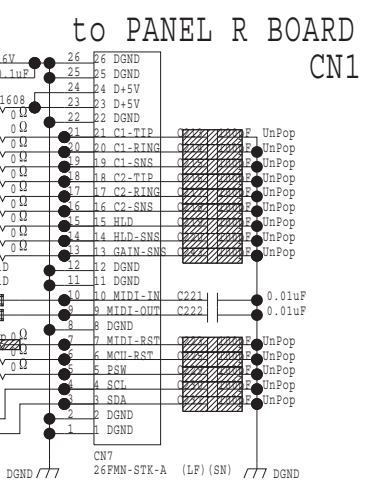 to PANEL R BOARD
CN1
26 26 DGND
25 25 DGND
24 24 D+5V
1608 23 23 D+5V
0Ω 22 22 DGND
0Ω 21 21 C1-TIP UnPop
0Ω 20 20 C1-RING UnPop
0Ω 19 19 C1-SNS UnPop
0Ω 18 18 C2-TIP UnPop
0Ω 17 17 C2-RING UnPop
0Ω 16 16 C2-SNS UnPop
0Ω 15 15 HLD UnPop
0Ω 14 14 HLD-SNS UnPop
0Ω 13 13 GAIN-SNS UnPop
12 12 DGND
11 11 DGND
10 10 MIDI-IN C221 0.01uF
9 9 MIDI-OUT C222 0.01uF
8 8 DGND
0Ω 7 7 MIDI-RST UnPop
0Ω 6 6 MCU-RST UnPop
5 5 PSW UnPop
4 4 SCL UnPop
3 3 SDA UnPop
2 2 DGND
1 1 DGND
CN7
DGND 26FMN-STK-A (LF)(SN) DGND